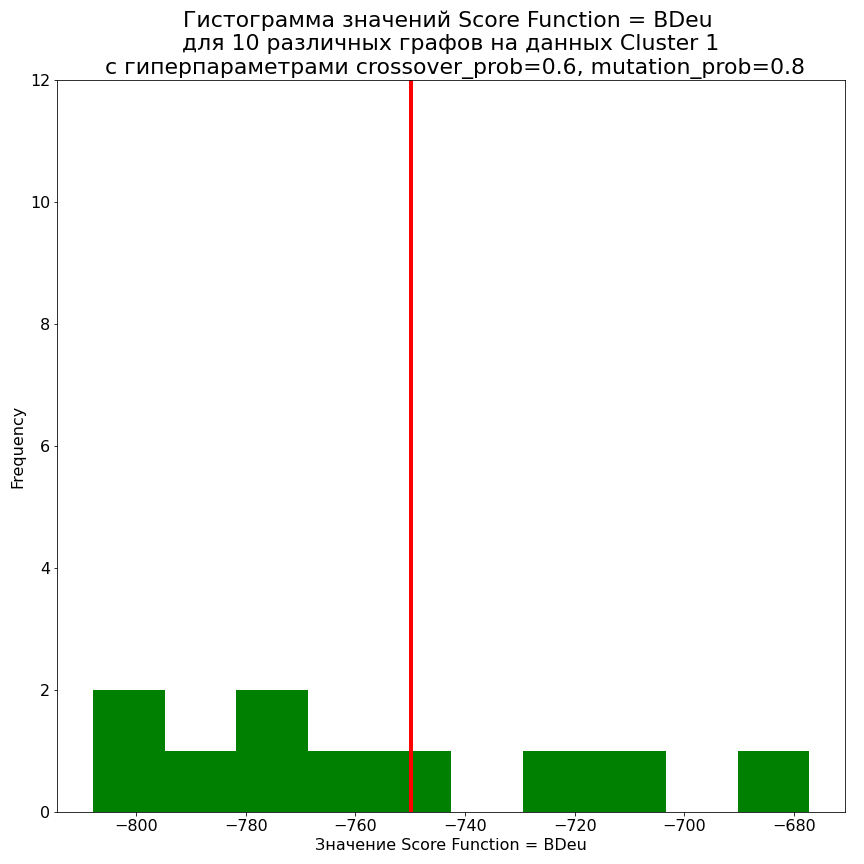 Гистограмма значений Score Function = BDeu
для 10 различных графов на данных Cluster 1
с гиперпараметрами crossover_prob=0.6, mutation_prob=0.8
12
10
8
6
4
2
0
Frequency
−800
−780
−760
−740
−720
−700
−680
Значение Score Function = BDeu